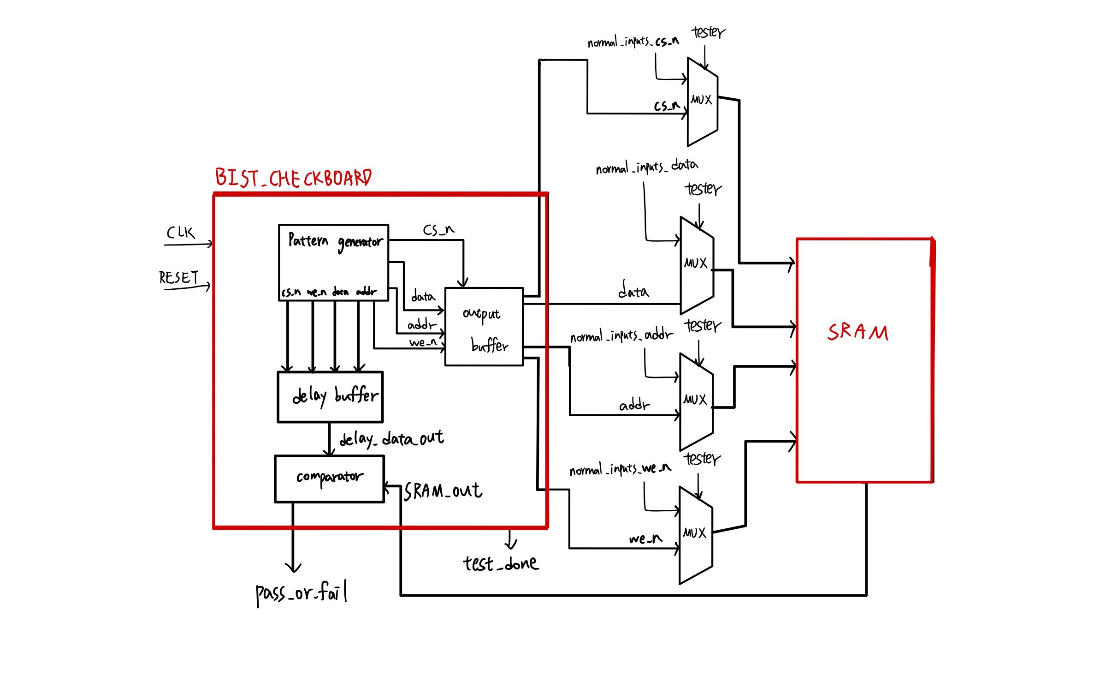 tester
normal_inputs_cs_n
MUX
cs_n
normal_inputs_data
tester
MUX
data
BIST_CHECKBOARD
CLK
RESET
Pattern generator
cs_n we_n data addr
cs_n
data
addr
we_n
output
buffer
delay buffer
delay_data_out
comparator
SRAM_out
pass_or_fail
test_done
tester
normal_inputs_addr
MUX
addr
tester
normal_inputs_we_n
MUX
we_n
SRAM